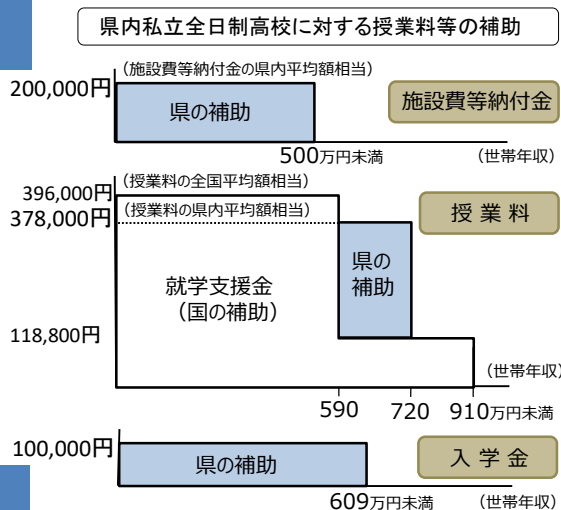 県内私立全日制高校に対する授業料等の補助
(施設費等納付金の県内平均額相当)
200,000円
県の補助
施設費等納付金
500万円未満
(世帯年収)
(授業料の全国平均額相当)
396,000円
(授業料の県内平均額相当)
378,000円
授業料
県の
補助
就学支援金
(国の補助)
118,800円
(世帯年収)
590 720 910万円未満
100,000円
県の補助
入学金
609万円未満
(世帯年収)